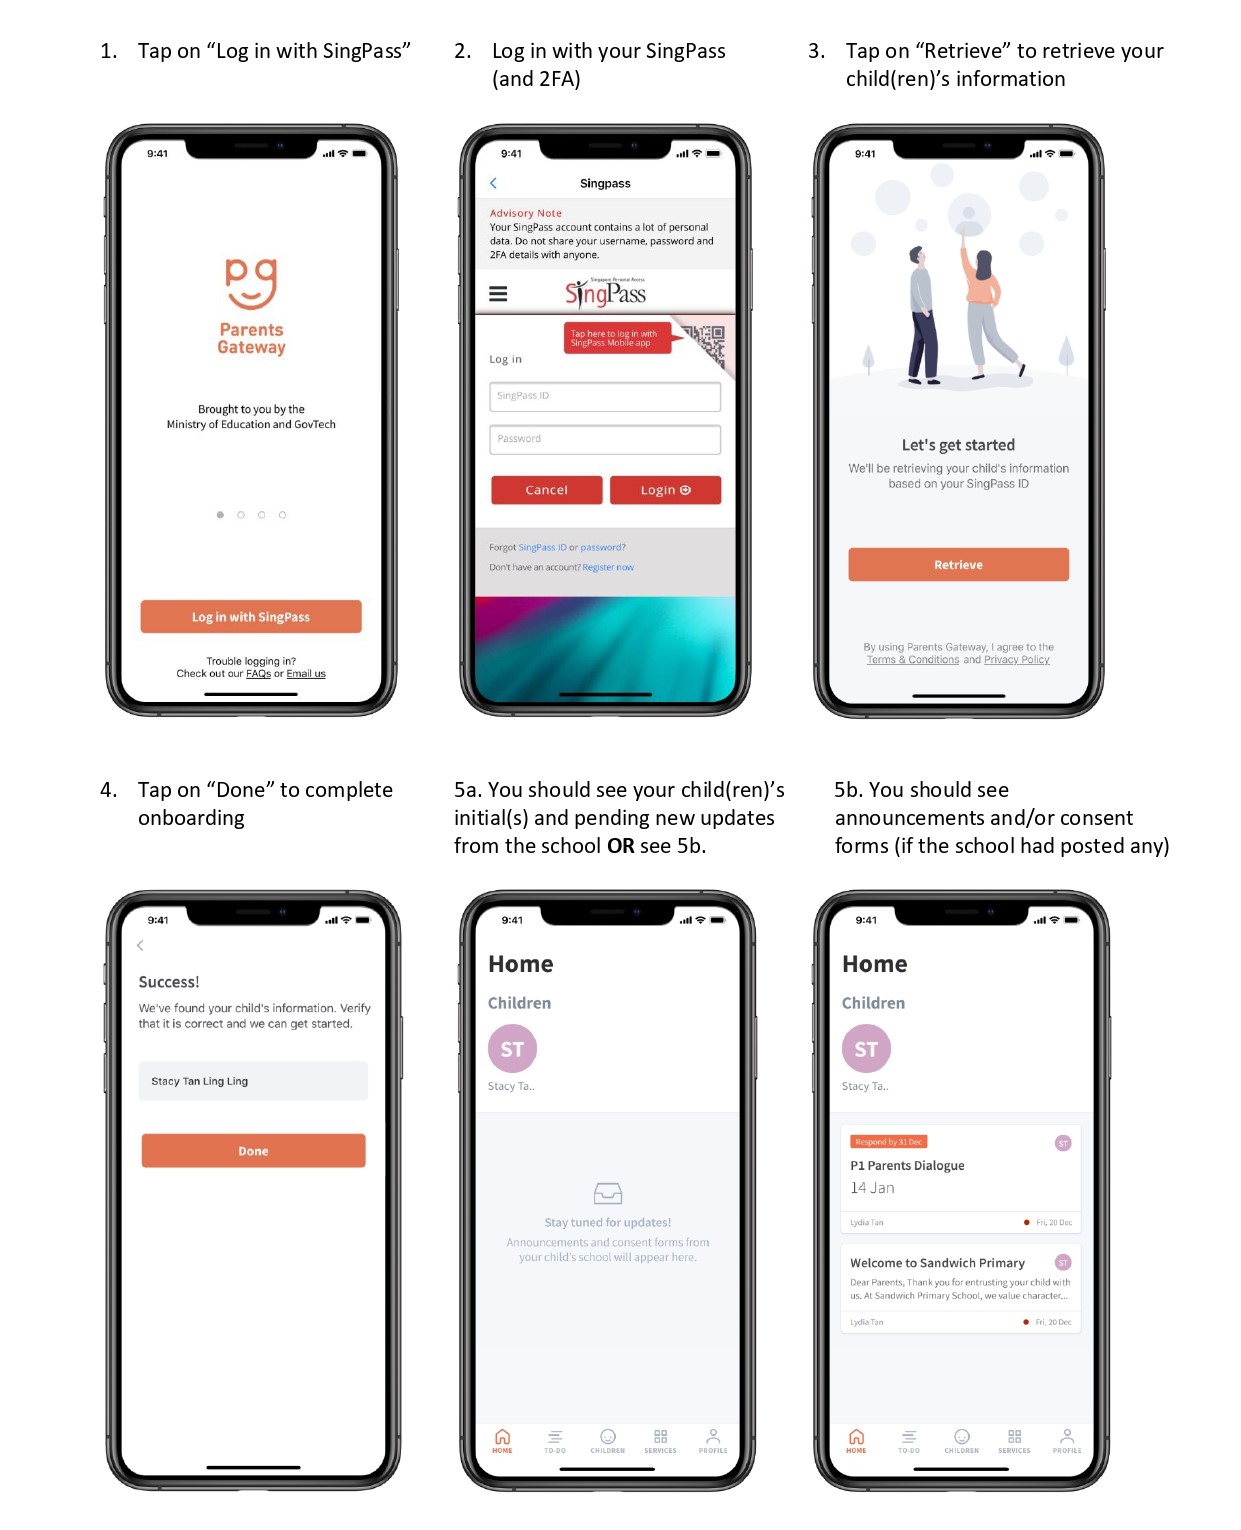 1. Tap on “Log in with SingPass”
2. Log in with your SingPass
(and 2FA)
3. Tap on “Retrieve” to retrieve your
child(ren)’s information
9:41
pg
Parents
Gateway
Brought to you by the
Ministry of Education and GovTech
Log in with SingPass
Trouble logging in?
Check out our FAQs or Email us
9:41
Singpass
Advisory Note
Your SingPass account contains a lot of personal
data. Do not share your username, password and
2FA details with anyone.
Singapore Personal Access
SingPass
Tap here to log in with
SingPass Mobile app
Log in
SingPass ID
Password
Cancel
Login
Forgot SingPass ID or password?
Don't have an account? Register now
9:41
Let's get started
We'll be retrieving your child's information
based on your SingPass ID
Retrieve
By using Parents Gateway, I agree to the
Terms & Conditions and Privacy Policy
4. Tap on “Done” to complete
onboarding
5a. You should see your child(ren)’s
initial(s) and pending new updates
from the school OR see 5b.
5b. You should see
announcements and/or consent
forms (if the school had posted any)
9:41
Success!
We've found your child's information. Verify
that it is correct and we can get started.
Stacy Tan Ling Ling
Done
9:41
Home
Children
ST
Stacy Ta..
Stay tuned for updates!
Announcements and consent forms from
your child's school will appear here.
HOME TO-DO CHILDREN SERVICES PROFILE
9:41
Home
Children
ST
Stacy Ta..
Respond by 31 Dec
ST
P1 Parents Dialogue
14 Jan
Lydia Tan Fri, 20 Dec
Welcome to Sandwich Primary
ST
Dear Parents, Thank you for entrusting your child with
us. At Sandwich Primary School, we value character...
Lydia Tan Fri, 20 Dec
HOME TO-DO CHILDREN SERVICES PROFILE